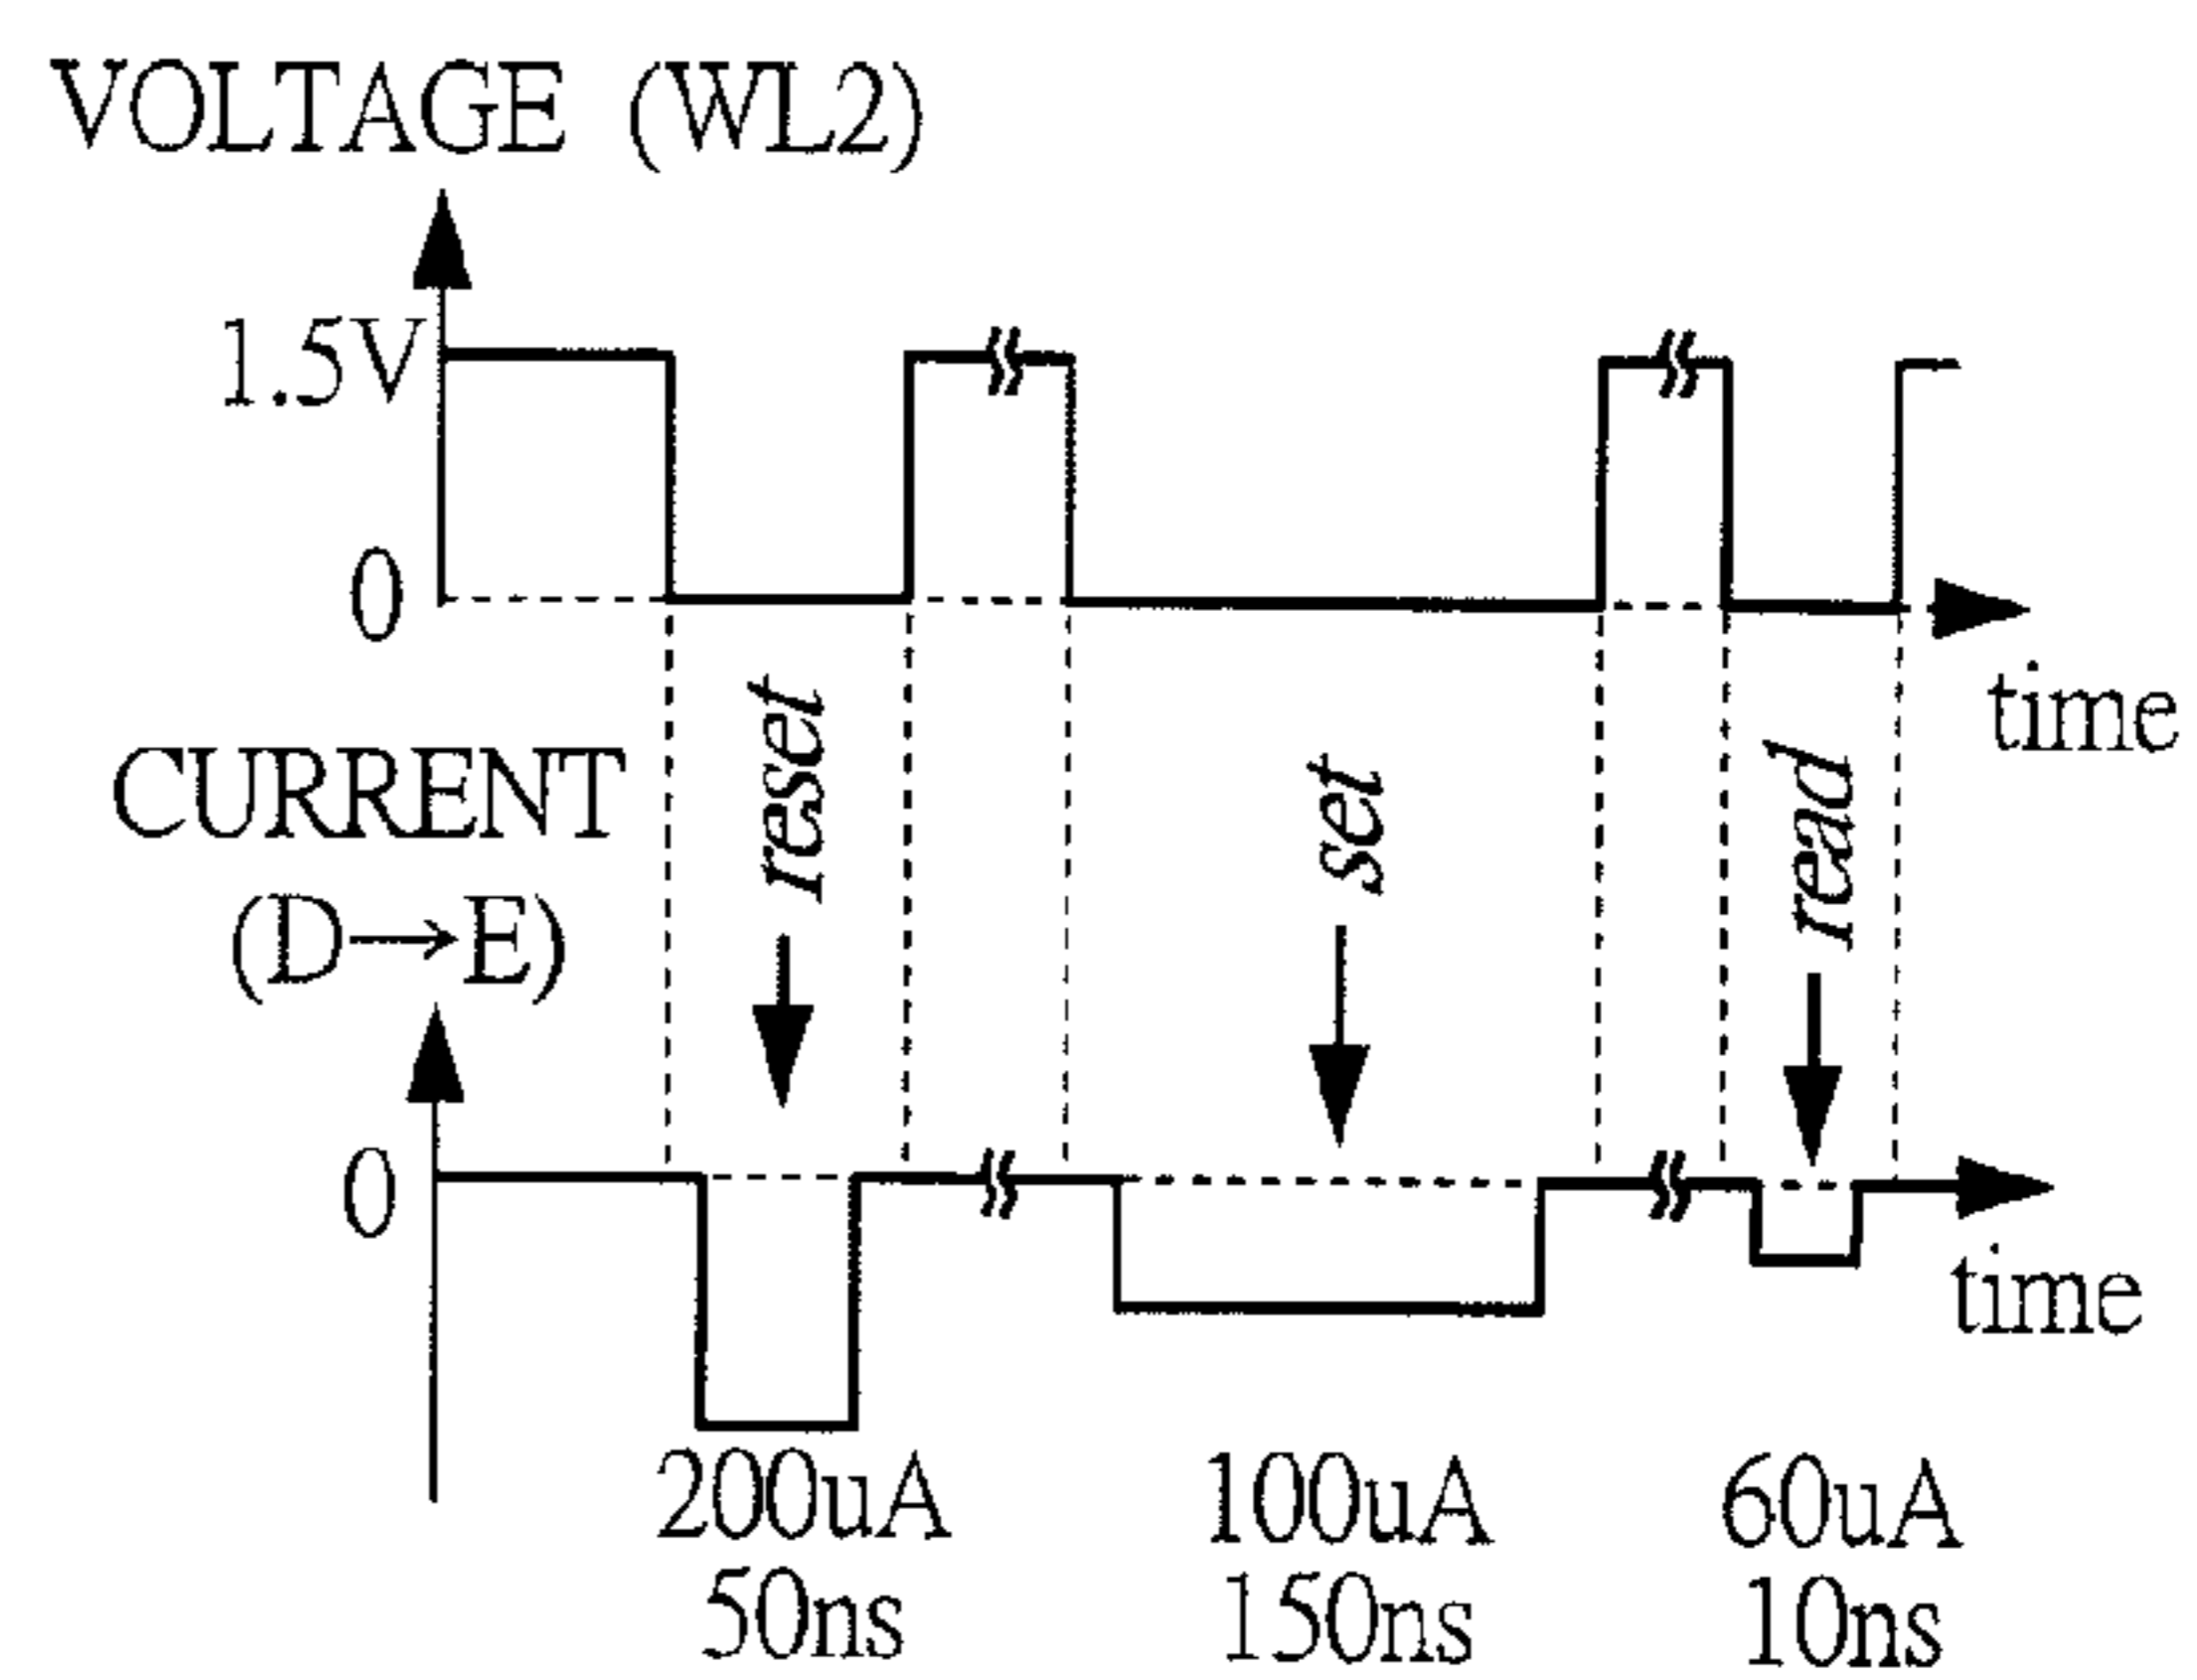 VOLTAGE (WL2)
1.5V
0
time
reset
set
read
CURRENT
(D→E)
0
time
200uA
50ns
100uA
150ns
60uA
10ns